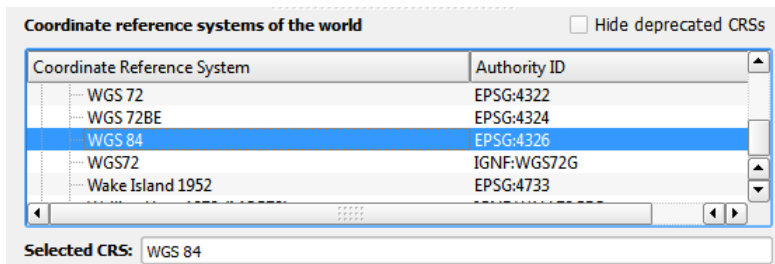 Coordinate reference systems of the world Hide deprecated CRSs
Coordinate Reference System Authority ID
WGS 72 EPSG:4322
WGS 72BE EPSG:4324
WGS 84 EPSG:4326
WGS72 IGNF:WGS72G
Wake Island 1952 EPSG:4733
Selected CRS: WGS 84